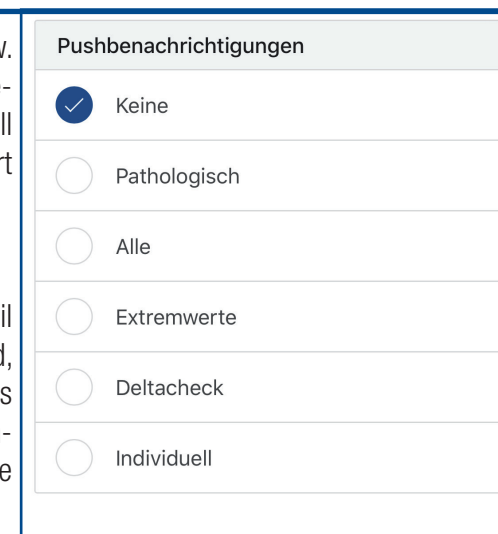 Pushbenachrichtigungen
Keine
Pathologisch
Alle
Extremwerte
Deltacheck
Individuell